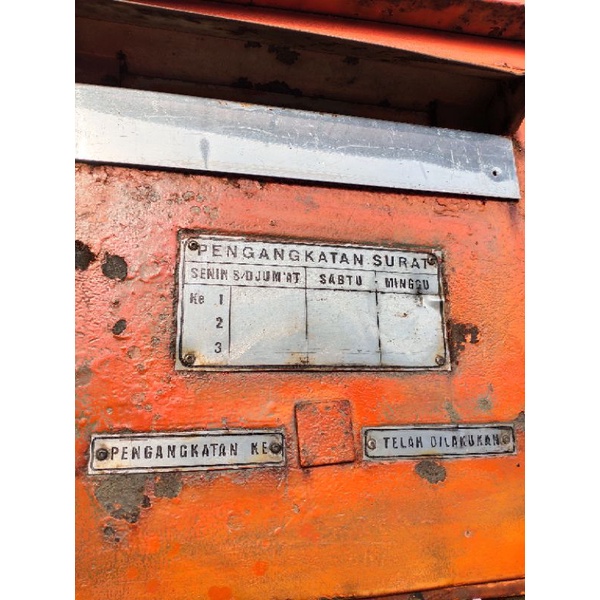 PENGANGKATAN SURAT
SENIN S/D JUM'AT SABTU - MINGGU
Ke 1
2
3
PENGANGKATAN KE
TELAH DILAKUKAN